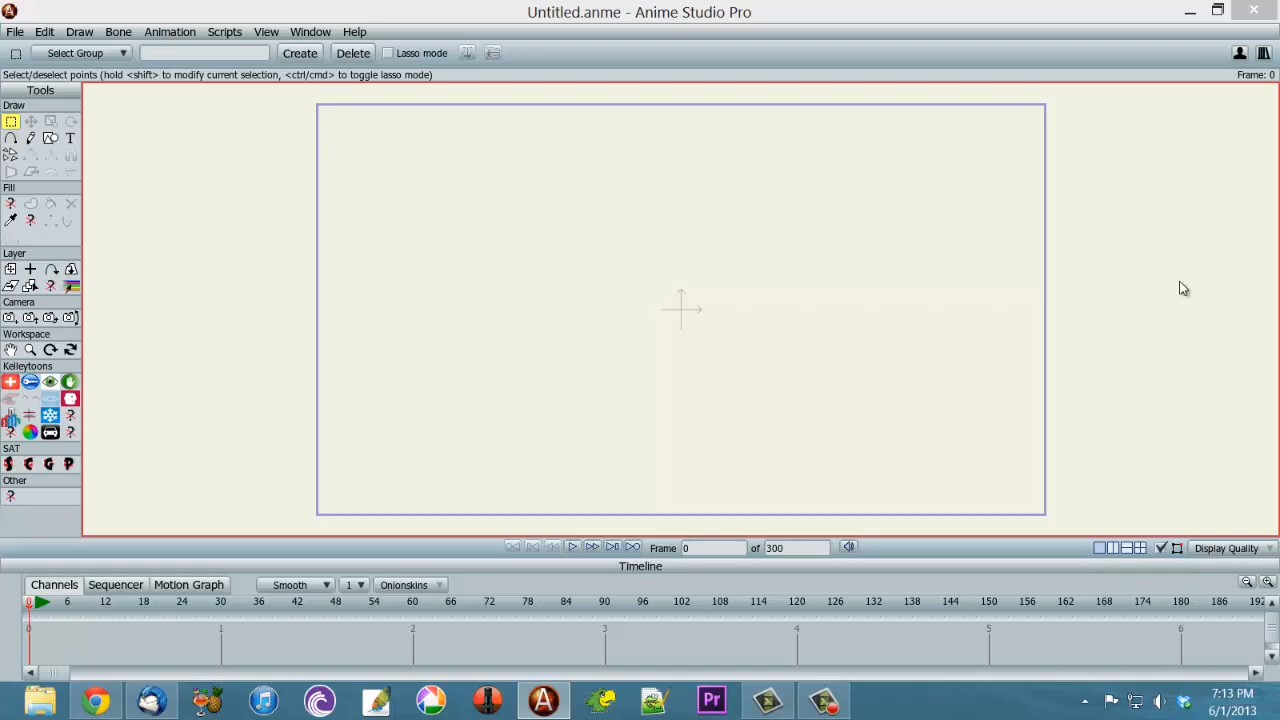 Untitled.anme - Anime Studio Pro
File Edit Draw Bone Animation Scripts View Window Help
Select Group Create Delete Lasso mode
Select/deselect points (hold <shift> to modify current selection, <ctrl/cmd> to toggle lasso mode) Frame: 0
Tools
Draw
T
Fill
Layer
Camera
Workspace
Kelleytoons
SAT
Other
Frame 0 of 300 Display Quality
Timeline
Channels Sequencer Motion Graph Smooth 1 Onionskins
0 6 12 18 24 30 36 42 48 54 60 66 72 78 84 90 96 102 108 114 120 126 132 138 144 150 156 162 168 174 180 186 192
0 1 2 3 4 5 6
A Pr
7:13 PM
6/1/2013